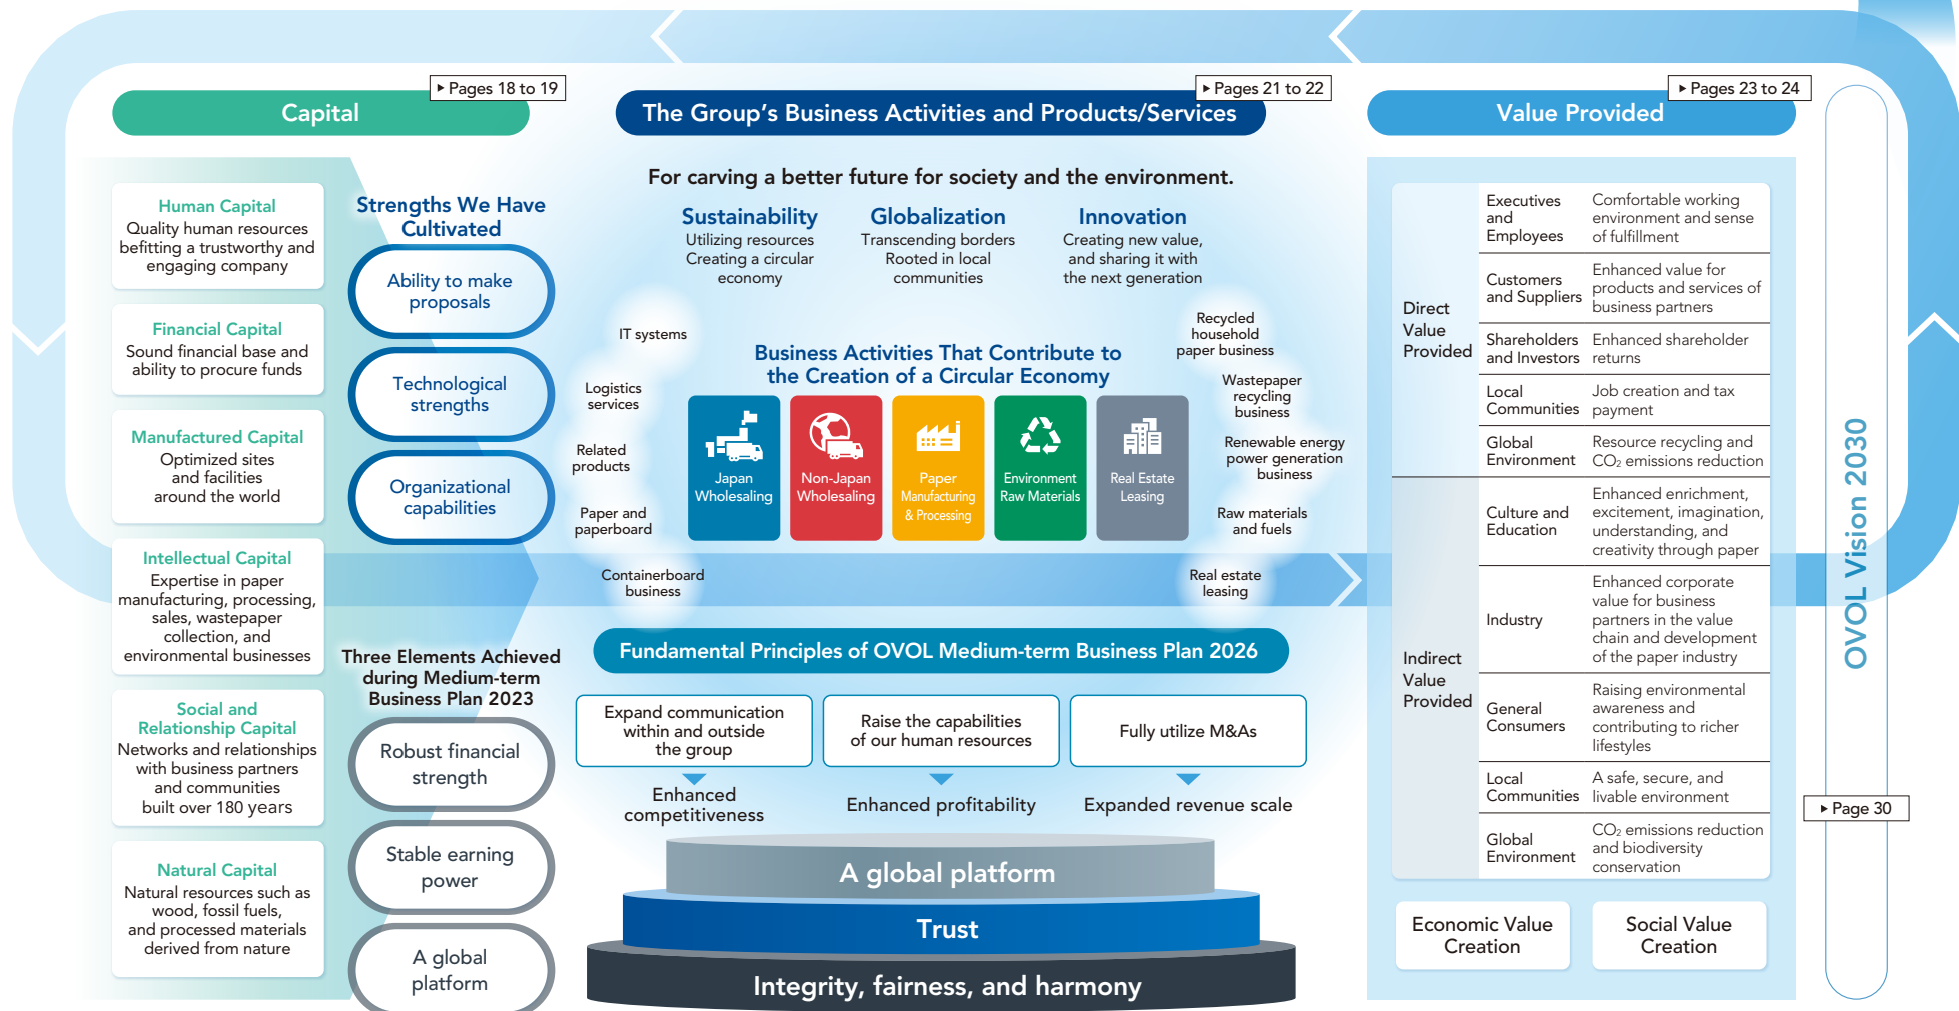 ▶ Pages 18 to 19
Capital
Human Capital
Quality human resources
befitting a trustworthy and
engaging company
Financial Capital
Sound financial base and
ability to procure funds
Manufactured Capital
Optimized sites
and facilities
around the world
Intellectual Capital
Expertise in paper
manufacturing, processing,
sales, wastepaper
collection, and
environmental businesses
Social and
Relationship Capital
Networks and relationships
with business partners
and communities
built over 180 years
Natural Capital
Natural resources such as
wood, fossil fuels,
and processed materials
derived from nature
Strengths We Have
Cultivated
Ability to make
proposals
Technological
strengths
Organizational
capabilities
Three Elements Achieved
during Medium-term
Business Plan 2023
Robust financial
strength
Stable earning
power
A global
platform
▶ Pages 21 to 22
The Group's Business Activities and Products/Services
For carving a better future for society and the environment.
Sustainability
Utilizing resources
Creating a circular
economy
Globalization
Transcending borders
Rooted in local
communities
Innovation
Creating new value,
and sharing it with
the next generation
IT systems
Logistics
services
Related
products
Paper and
paperboard
Containerboard
business
Business Activities That Contribute to
the Creation of a Circular Economy
Japan
Wholesaling
Non-Japan
Wholesaling
Paper
Manufacturing
& Processing
Environment
Raw Materials
Real Estate
Leasing
Recycled
household
paper business
Wastepaper
recycling
business
Renewable energy
power generation
business
Raw materials
and fuels
Real estate
leasing
Fundamental Principles of OVOL Medium-term Business Plan 2026
Expand communication
within and outside
the group
Enhanced
competitiveness
Raise the capabilities
of our human resources
Enhanced profitability
Fully utilize M&As
Expanded revenue scale
A global platform
Trust
Integrity, fairness, and harmony
▶ Pages 23 to 24
Value Provided
Direct
Value
Provided
Executives
and
Employees
Comfortable working
environment and sense
of fulfillment
Customers
and Suppliers
Enhanced value for
products and services of
business partners
Shareholders
and Investors
Enhanced shareholder
returns
Local
Communities
Job creation and tax
payment
Global
Environment
Resource recycling and
CO₂ emissions reduction
Indirect
Value
Provided
Culture and
Education
Enhanced enrichment,
excitement, imagination,
understanding, and
creativity through paper
Industry
Enhanced corporate
value for business
partners in the value
chain and development
of the paper industry
General
Consumers
Raising environmental
awareness and
contributing to richer
lifestyles
Local
Communities
A safe, secure, and
livable environment
Global
Environment
CO₂ emissions reduction
and biodiversity
conservation
Economic Value
Creation
Social Value
Creation
OVOL Vision 2030
▶ Page 30